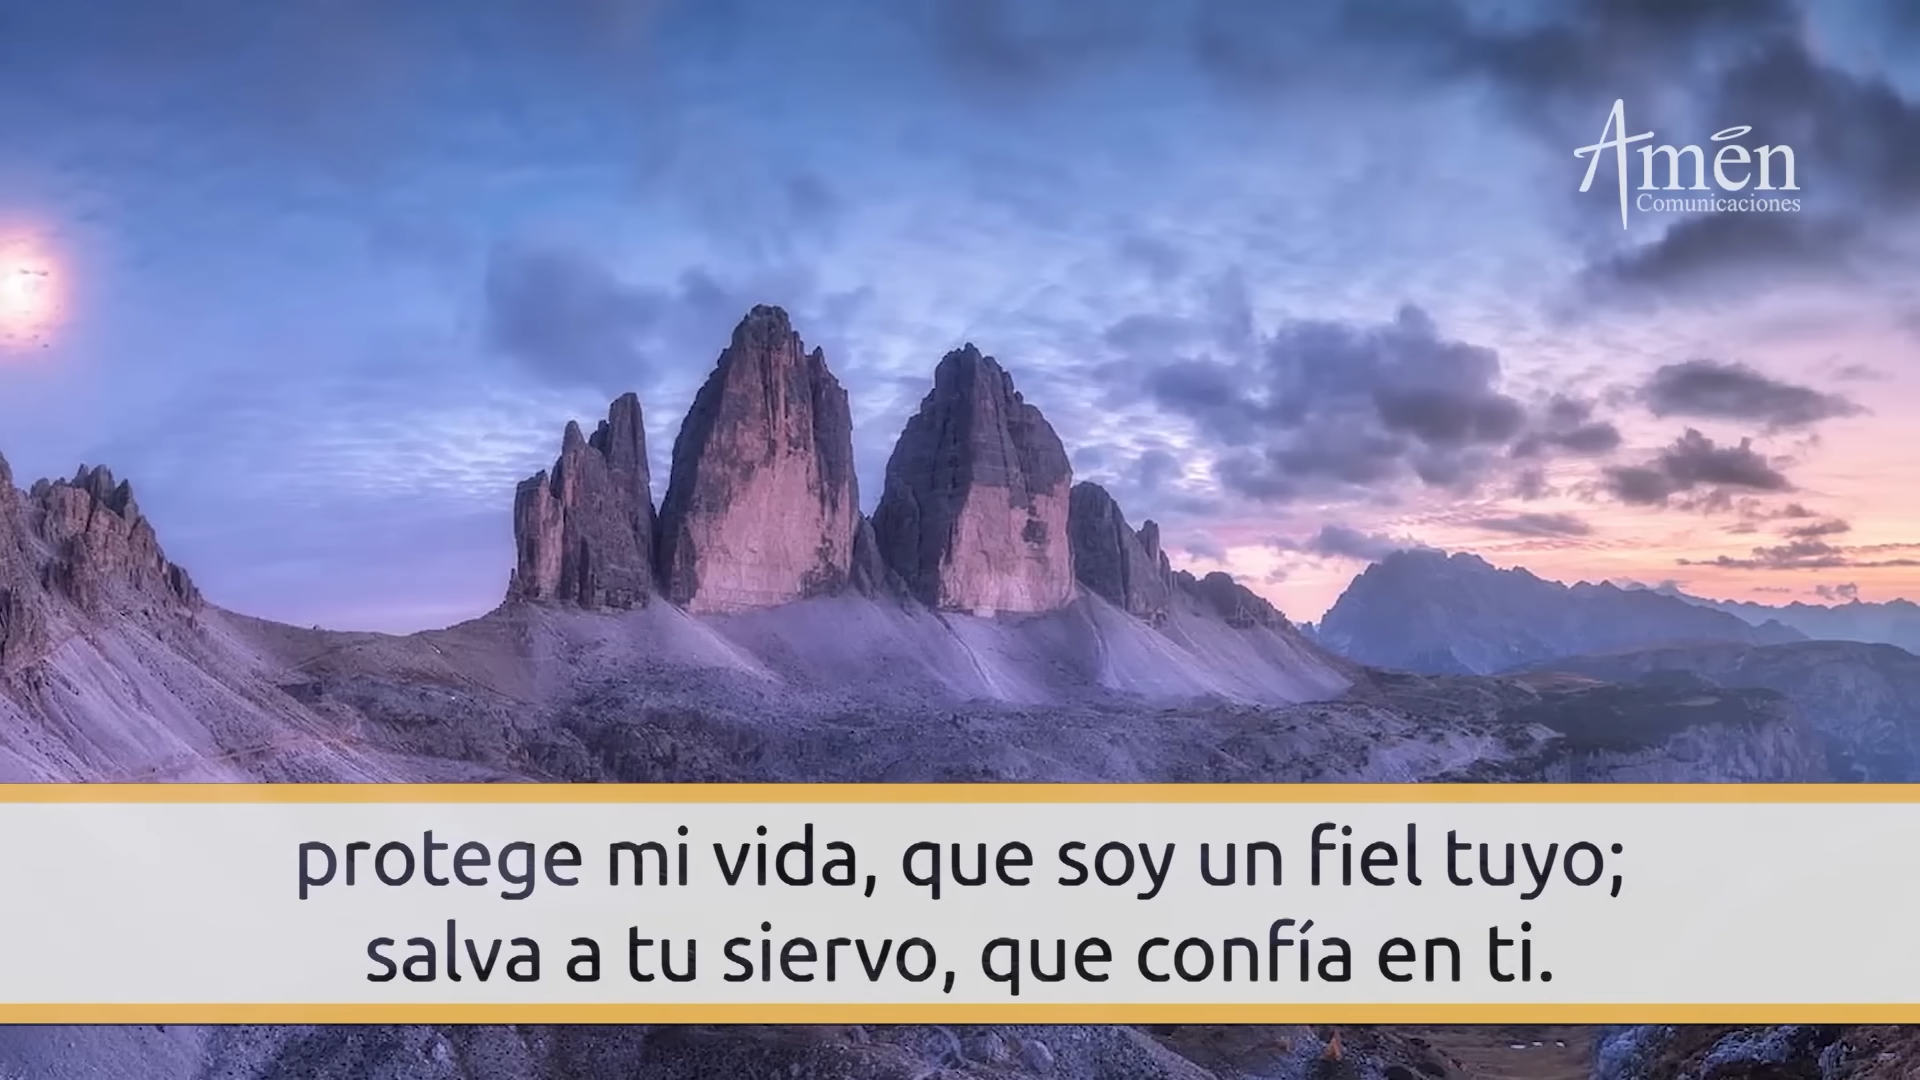 Amén
Comunicaciones
protege mi vida, que soy un fiel tuyo;
salva a tu siervo, que confía en ti.